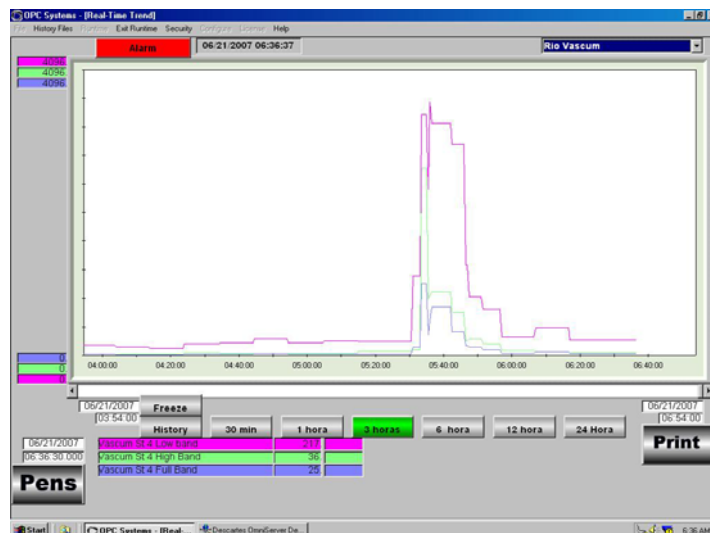 OPC Systems - [Real-Time Trend]
File History Files Runtime Exit Runtime Security Configure License Help
Alarm 06/21/2007 06:36:37 Rio Vascum
4096.
4096.
4096.
0.
0.
0.
04:00:00 04:20:00 04:40:00 05:00:00 05:20:00 05:40:00 06:00:00 06:20:00 06:40:00
06/21/2007 Freeze 06/21/2007
03:54:00 06:54:00
History 30 min 1 hora 3 horas 6 hora 12 hora 24 Hora Print
06/21/2007 Vascum St 4 Low band 217
06:36:30.000 Vascum St 4 High Band 36
Vascum St 4 Full Band 25
Pens
Start OPC Systems - [Real-... Descartes OmniServer De... 6:36 AM